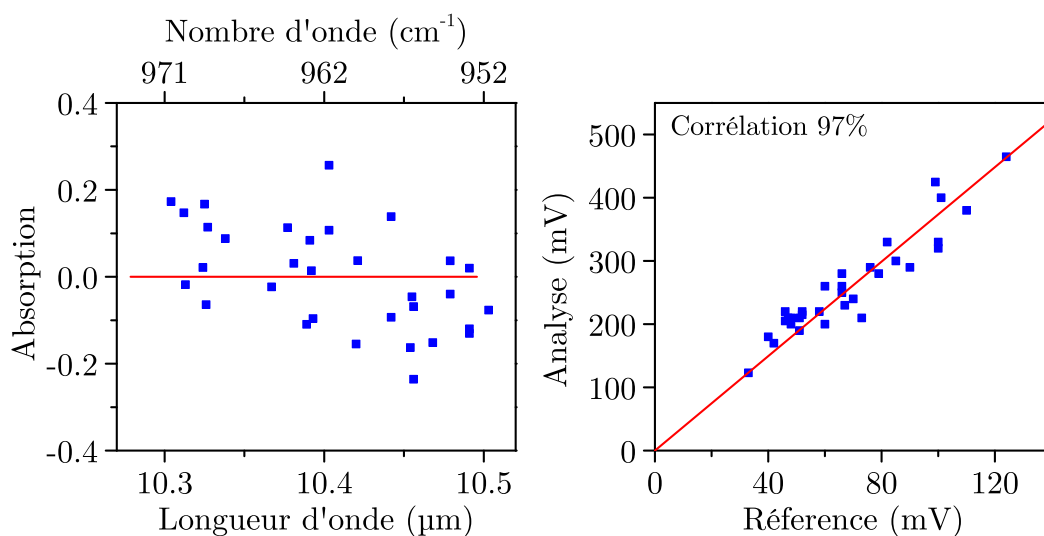 Nombre d'onde (cm-1)
971 962 952
0.4
0.2
0.0
-0.2
-0.4
Absorption
10.3 10.4 10.5
Longueur d'onde (µm)
Corrélation 97%
500
400
300
200
100
0
Analyse (mV)
0 40 80 120
Réference (mV)